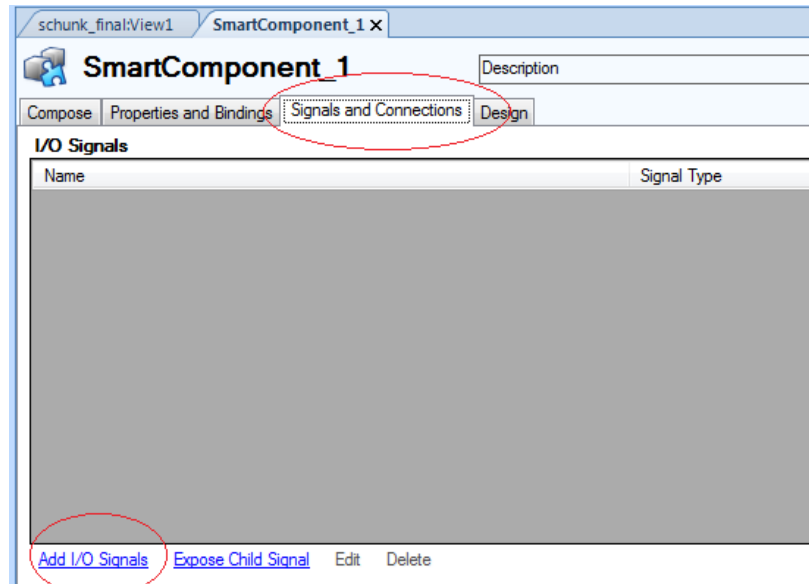 schunk_final:View1 SmartComponent_1 X
SmartComponent_1 Description
Compose Properties and Bindings Signals and Connections Design
I/O Signals
Name Signal Type
Add I/O Signals Expose Child Signal Edit Delete